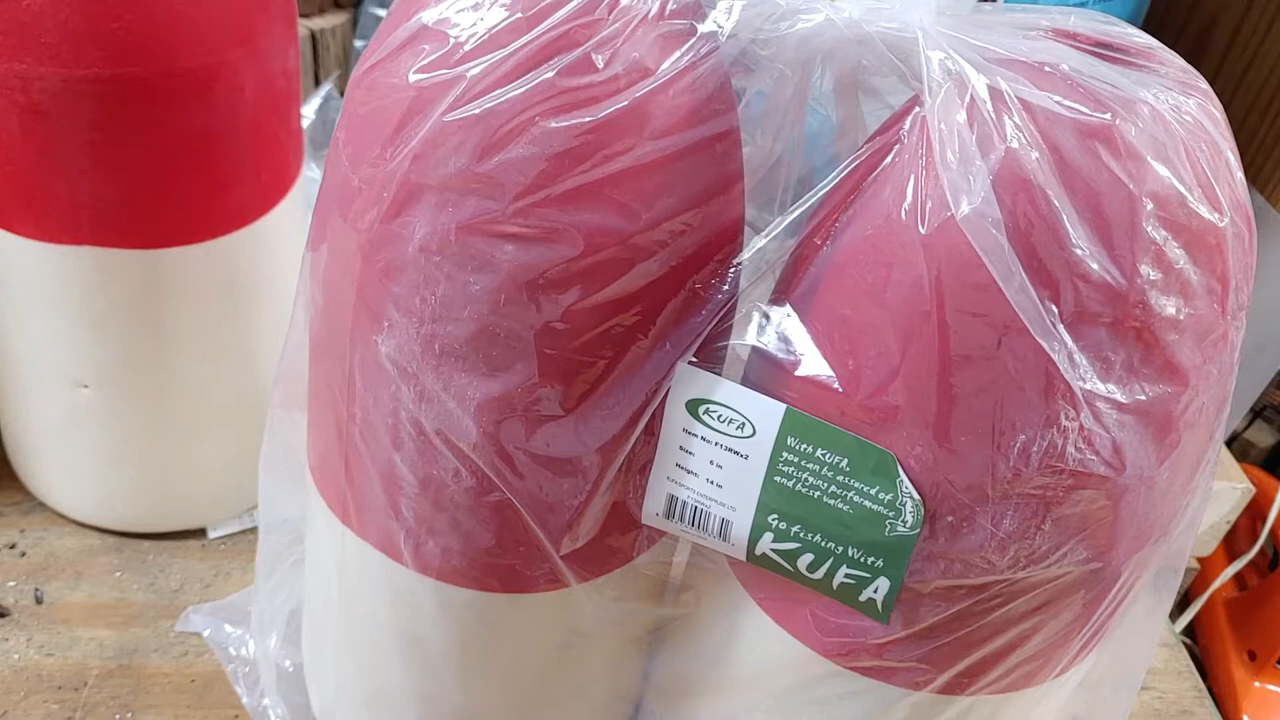 KUFA
Item No: F13RWx2
Size: 6 in
Height: 14 in
KUFA SPORTS ENTERPRISE LTD
F13RWx2
With KUFA,
you can be assured of
satisfying performance
and best value.
Go fishing With
KUFA